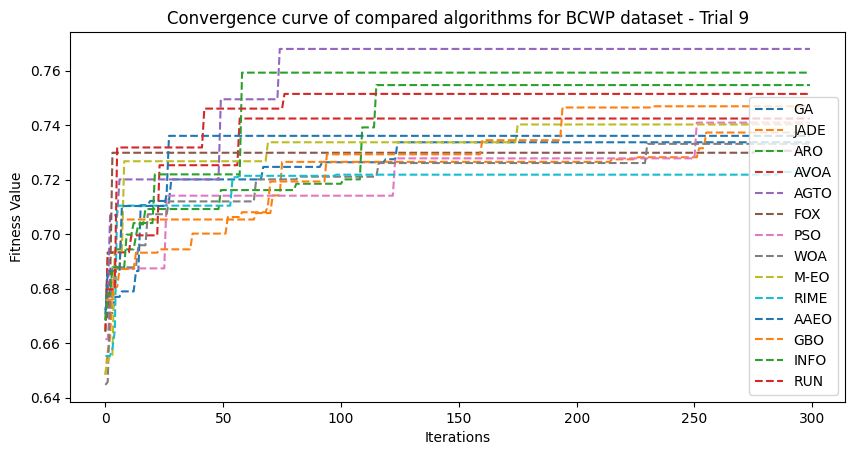 Convergence curve of compared algorithms for BCWP dataset - Trial 9
Fitness Value
0.76
0.74
0.72
0.70
0.68
0.66
0.64
0
50
100
150
200
250
300
Iterations
GA
JADE
ARO
AVOA
AGTO
FOX
PSO
WOA
M-EO
RIME
AAEO
GBO
INFO
RUN